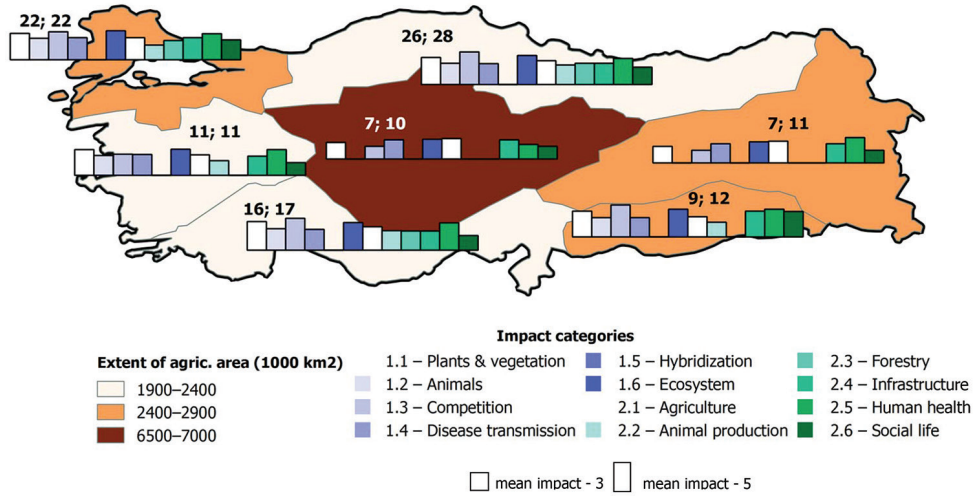 22; 22
26; 28
11; 11
7; 10
7; 11
16; 17
9; 12
Extent of agric. area (1000 km2)
1900–2400
2400–2900
6500–7000
Impact categories
1.1 – Plants & vegetation
1.2 – Animals
1.3 – Competition
1.4 – Disease transmission
1.5 – Hybridization
1.6 – Ecosystem
2.1 – Agriculture
2.2 – Animal production
2.3 – Forestry
2.4 – Infrastructure
2.5 – Human health
2.6 – Social life
mean impact - 3
mean impact - 5